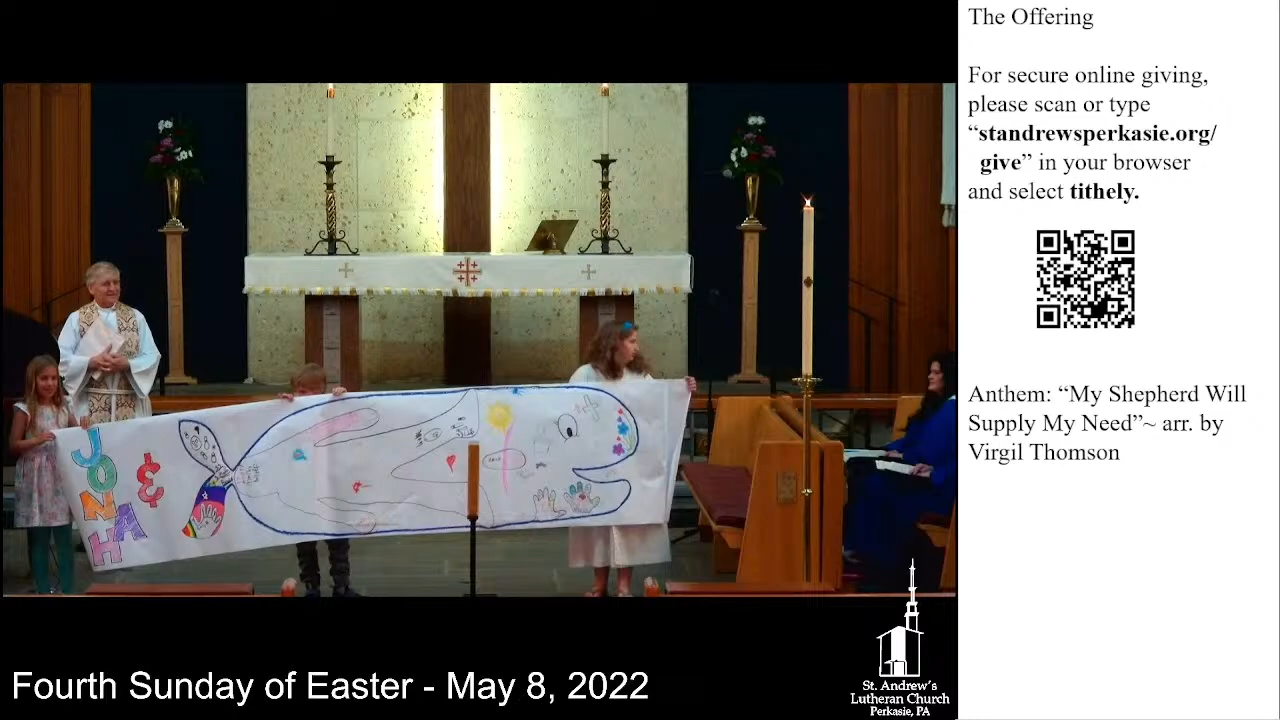 The Offering
For secure online giving,
please scan or type
“standrewsperkasie.org/
give” in your browser
and select tithely.
Anthem: “My Shepherd Will
Supply My Need”~ arr. by
Virgil Thomson
JONAH
&
Fourth Sunday of Easter - May 8, 2022
St. Andrew's
Lutheran Church
Perkasie, PA